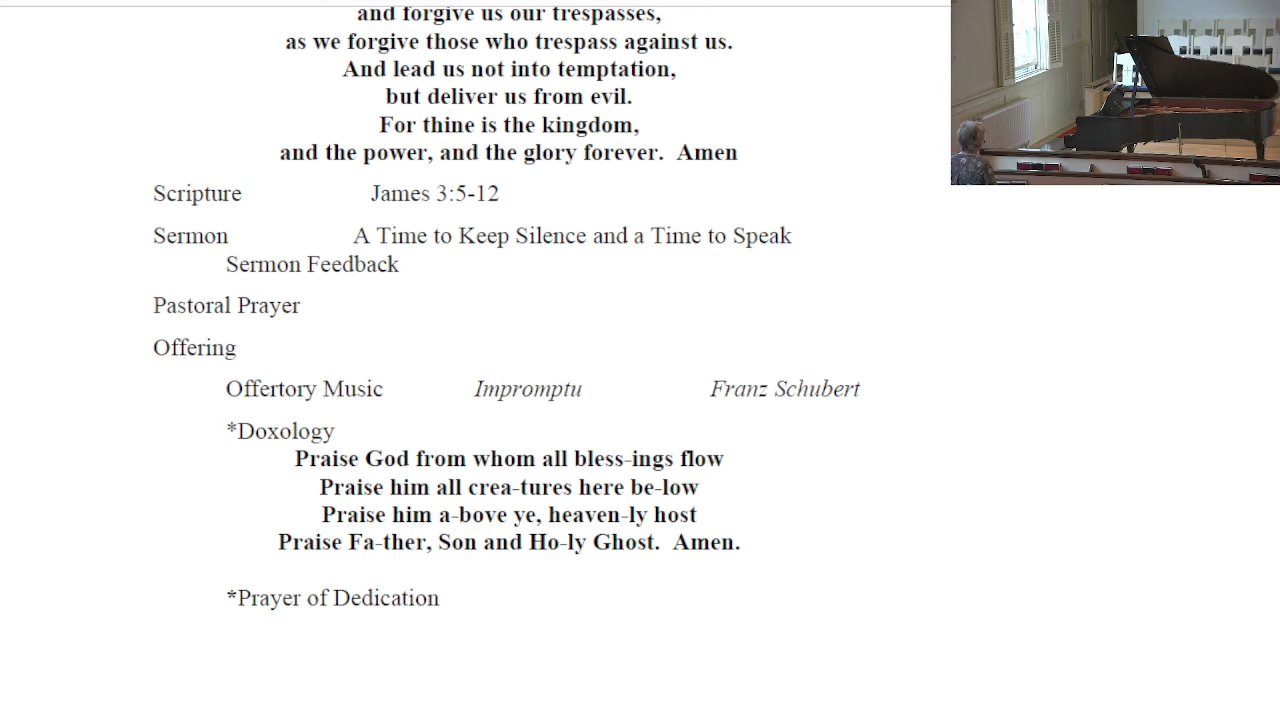 and forgive us our trespasses,
as we forgive those who trespass against us.
And lead us not into temptation,
but deliver us from evil.
For thine is the kingdom,
and the power, and the glory forever.  Amen
Scripture James 3:5-12
Sermon A Time to Keep Silence and a Time to Speak
Sermon Feedback
Pastoral Prayer
Offering
Offertory Music Impromptu Franz Schubert
*Doxology
Praise God from whom all bless-ings flow
Praise him all crea-tures here be-low
Praise him a-bove ye, heaven-ly host
Praise Fa-ther, Son and Ho-ly Ghost.  Amen.
*Prayer of Dedication